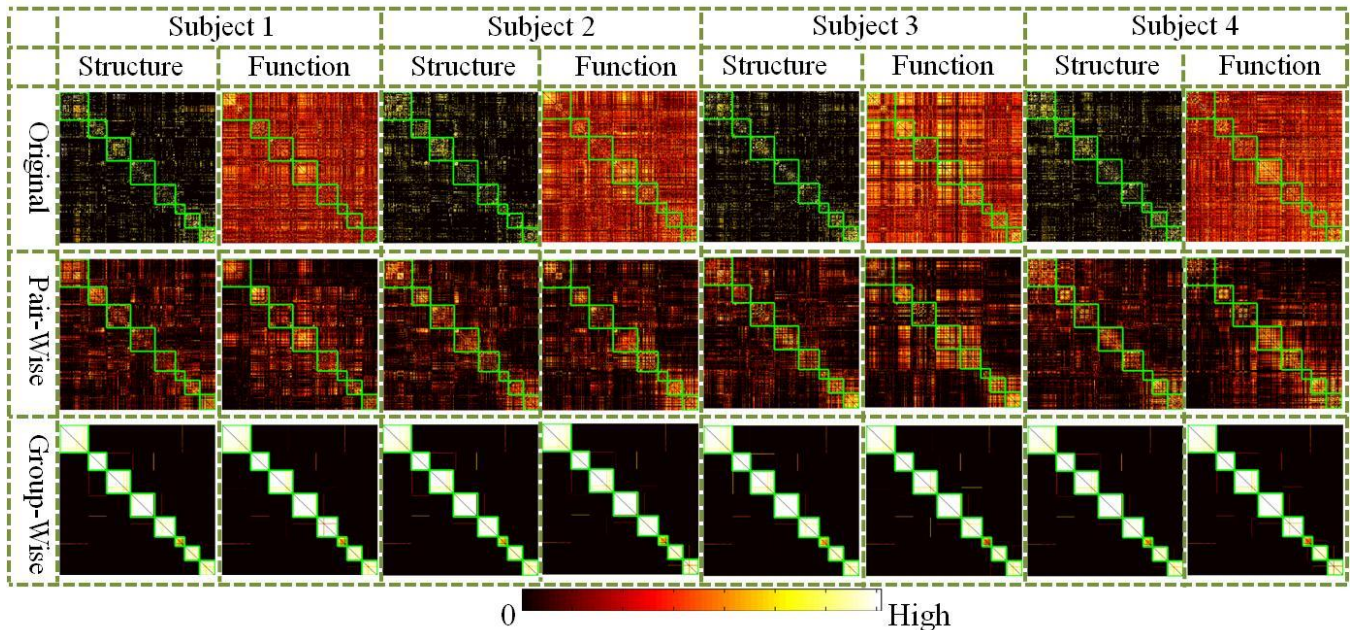 Subject 1 Subject 2 Subject 3 Subject 4
Structure Function Structure Function Structure Function Structure Function
Original
Pair-Wise
Group-Wise
0 High